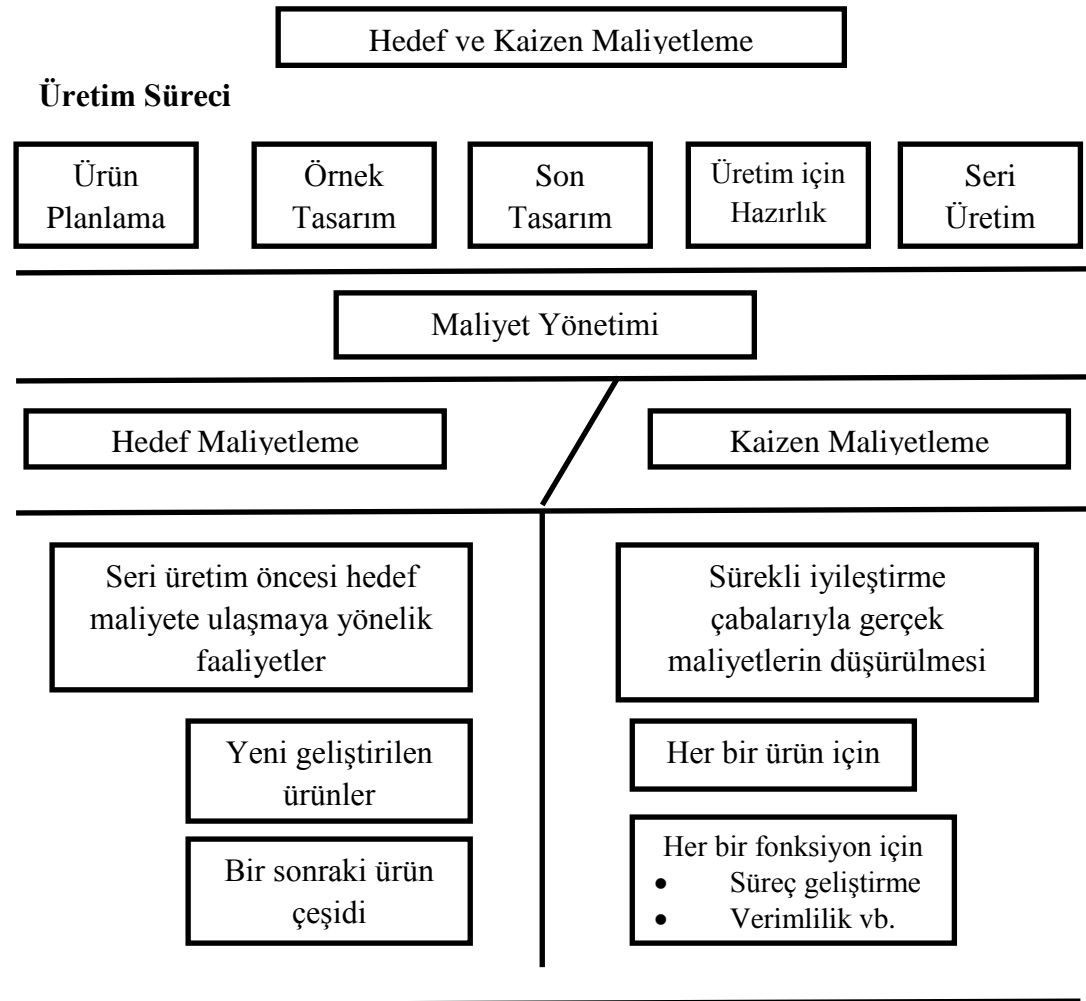 Hedef ve Kaizen Maliyetleme
Üretim Süreci
Ürün
Planlama
Örnek
Tasarım
Son
Tasarım
Üretim için
Hazırlık
Seri
Üretim
Maliyet Yönetimi
Hedef Maliyetleme
Kaizen Maliyetleme
Seri üretim öncesi hedef
maliyete ulaşmaya yönelik
faaliyetler
Yeni geliştirilen
ürünler
Bir sonraki ürün
çeşidi
Sürekli iyileştirme
çabalarıyla gerçek
maliyetlerin düşürülmesi
Her bir ürün için
Her bir fonksiyon için
• Süreç geliştirme
• Verimlilik vb.